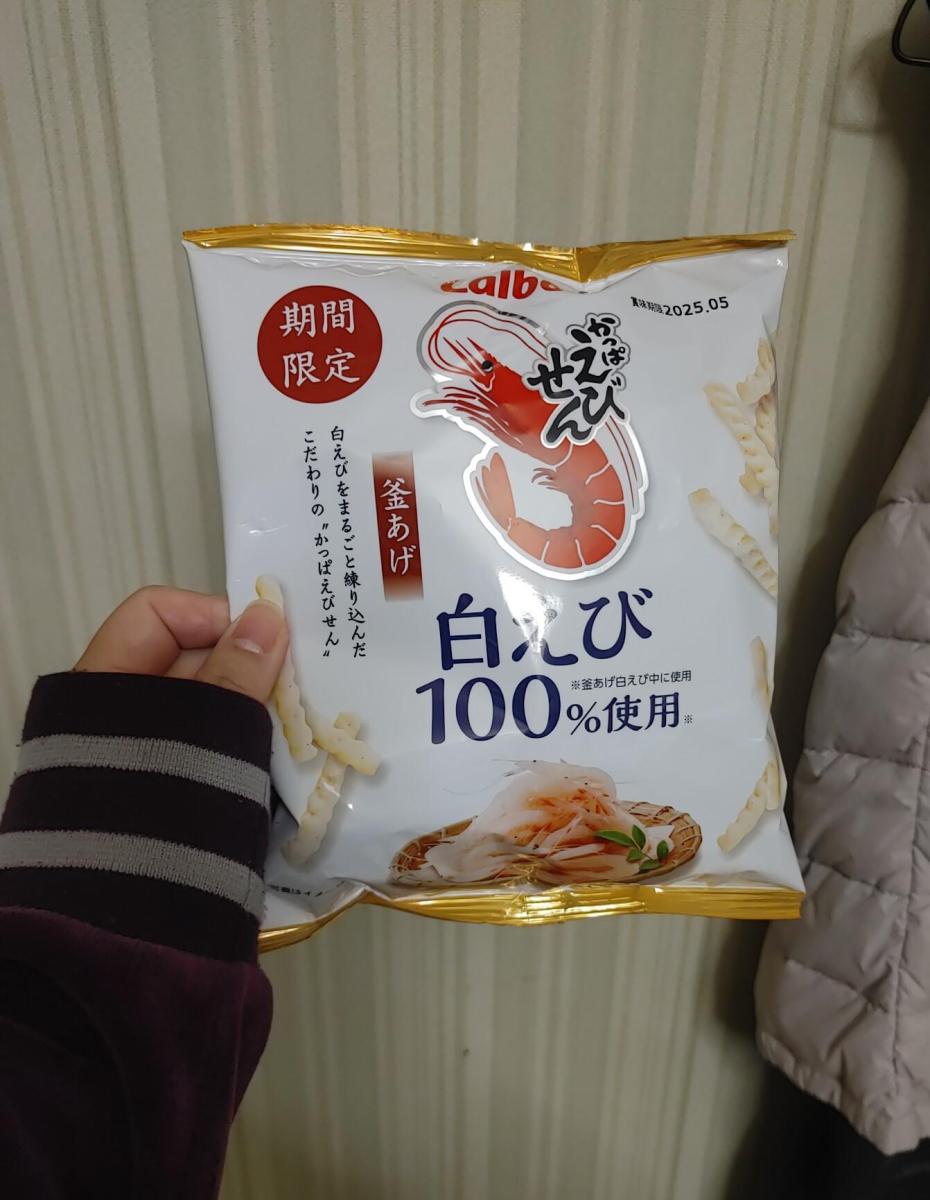 Calbee
期間
限定
賞味期限2025.05
かっぱ
えび
せん
白えびをまるごと練り込んだ
こだわりの"かっぱえびせん"
釜あげ
白えび
※釜あげ白えび中に使用
100%使用※